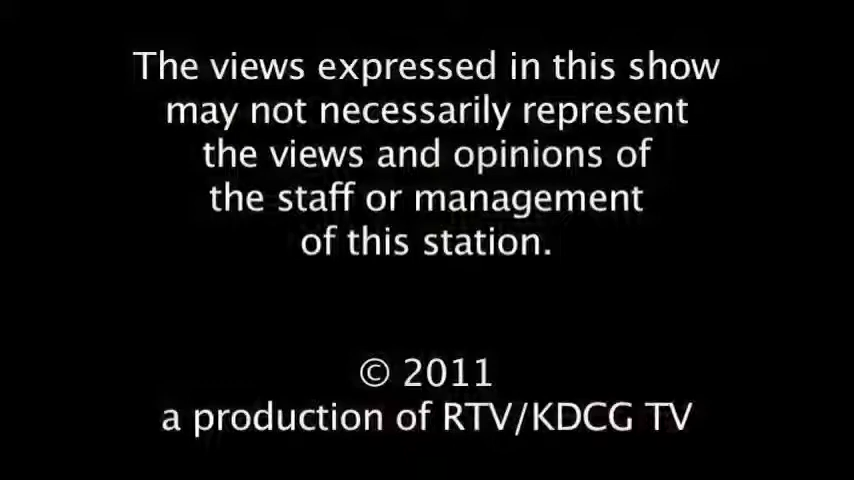 The views expressed in this show
may not necessarily represent
the views and opinions of
the staff or management
of this station.
© 2011
a production of RTV/KDCG TV